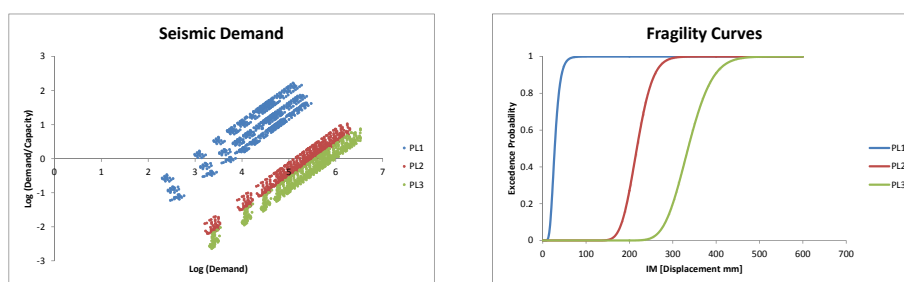 Seismic Demand
3
2
1
0
-1
-2
-3
0 1 2 3 4 5 6 7
Log (Demand/Capacity)
Log (Demand)
PL1
PL2
PL3
Fragility Curves
1
0.8
0.6
0.4
0.2
0
0 100 200 300 400 500 600 700
Excedence Probability
IM [Displacement mm]
PL1
PL2
PL3